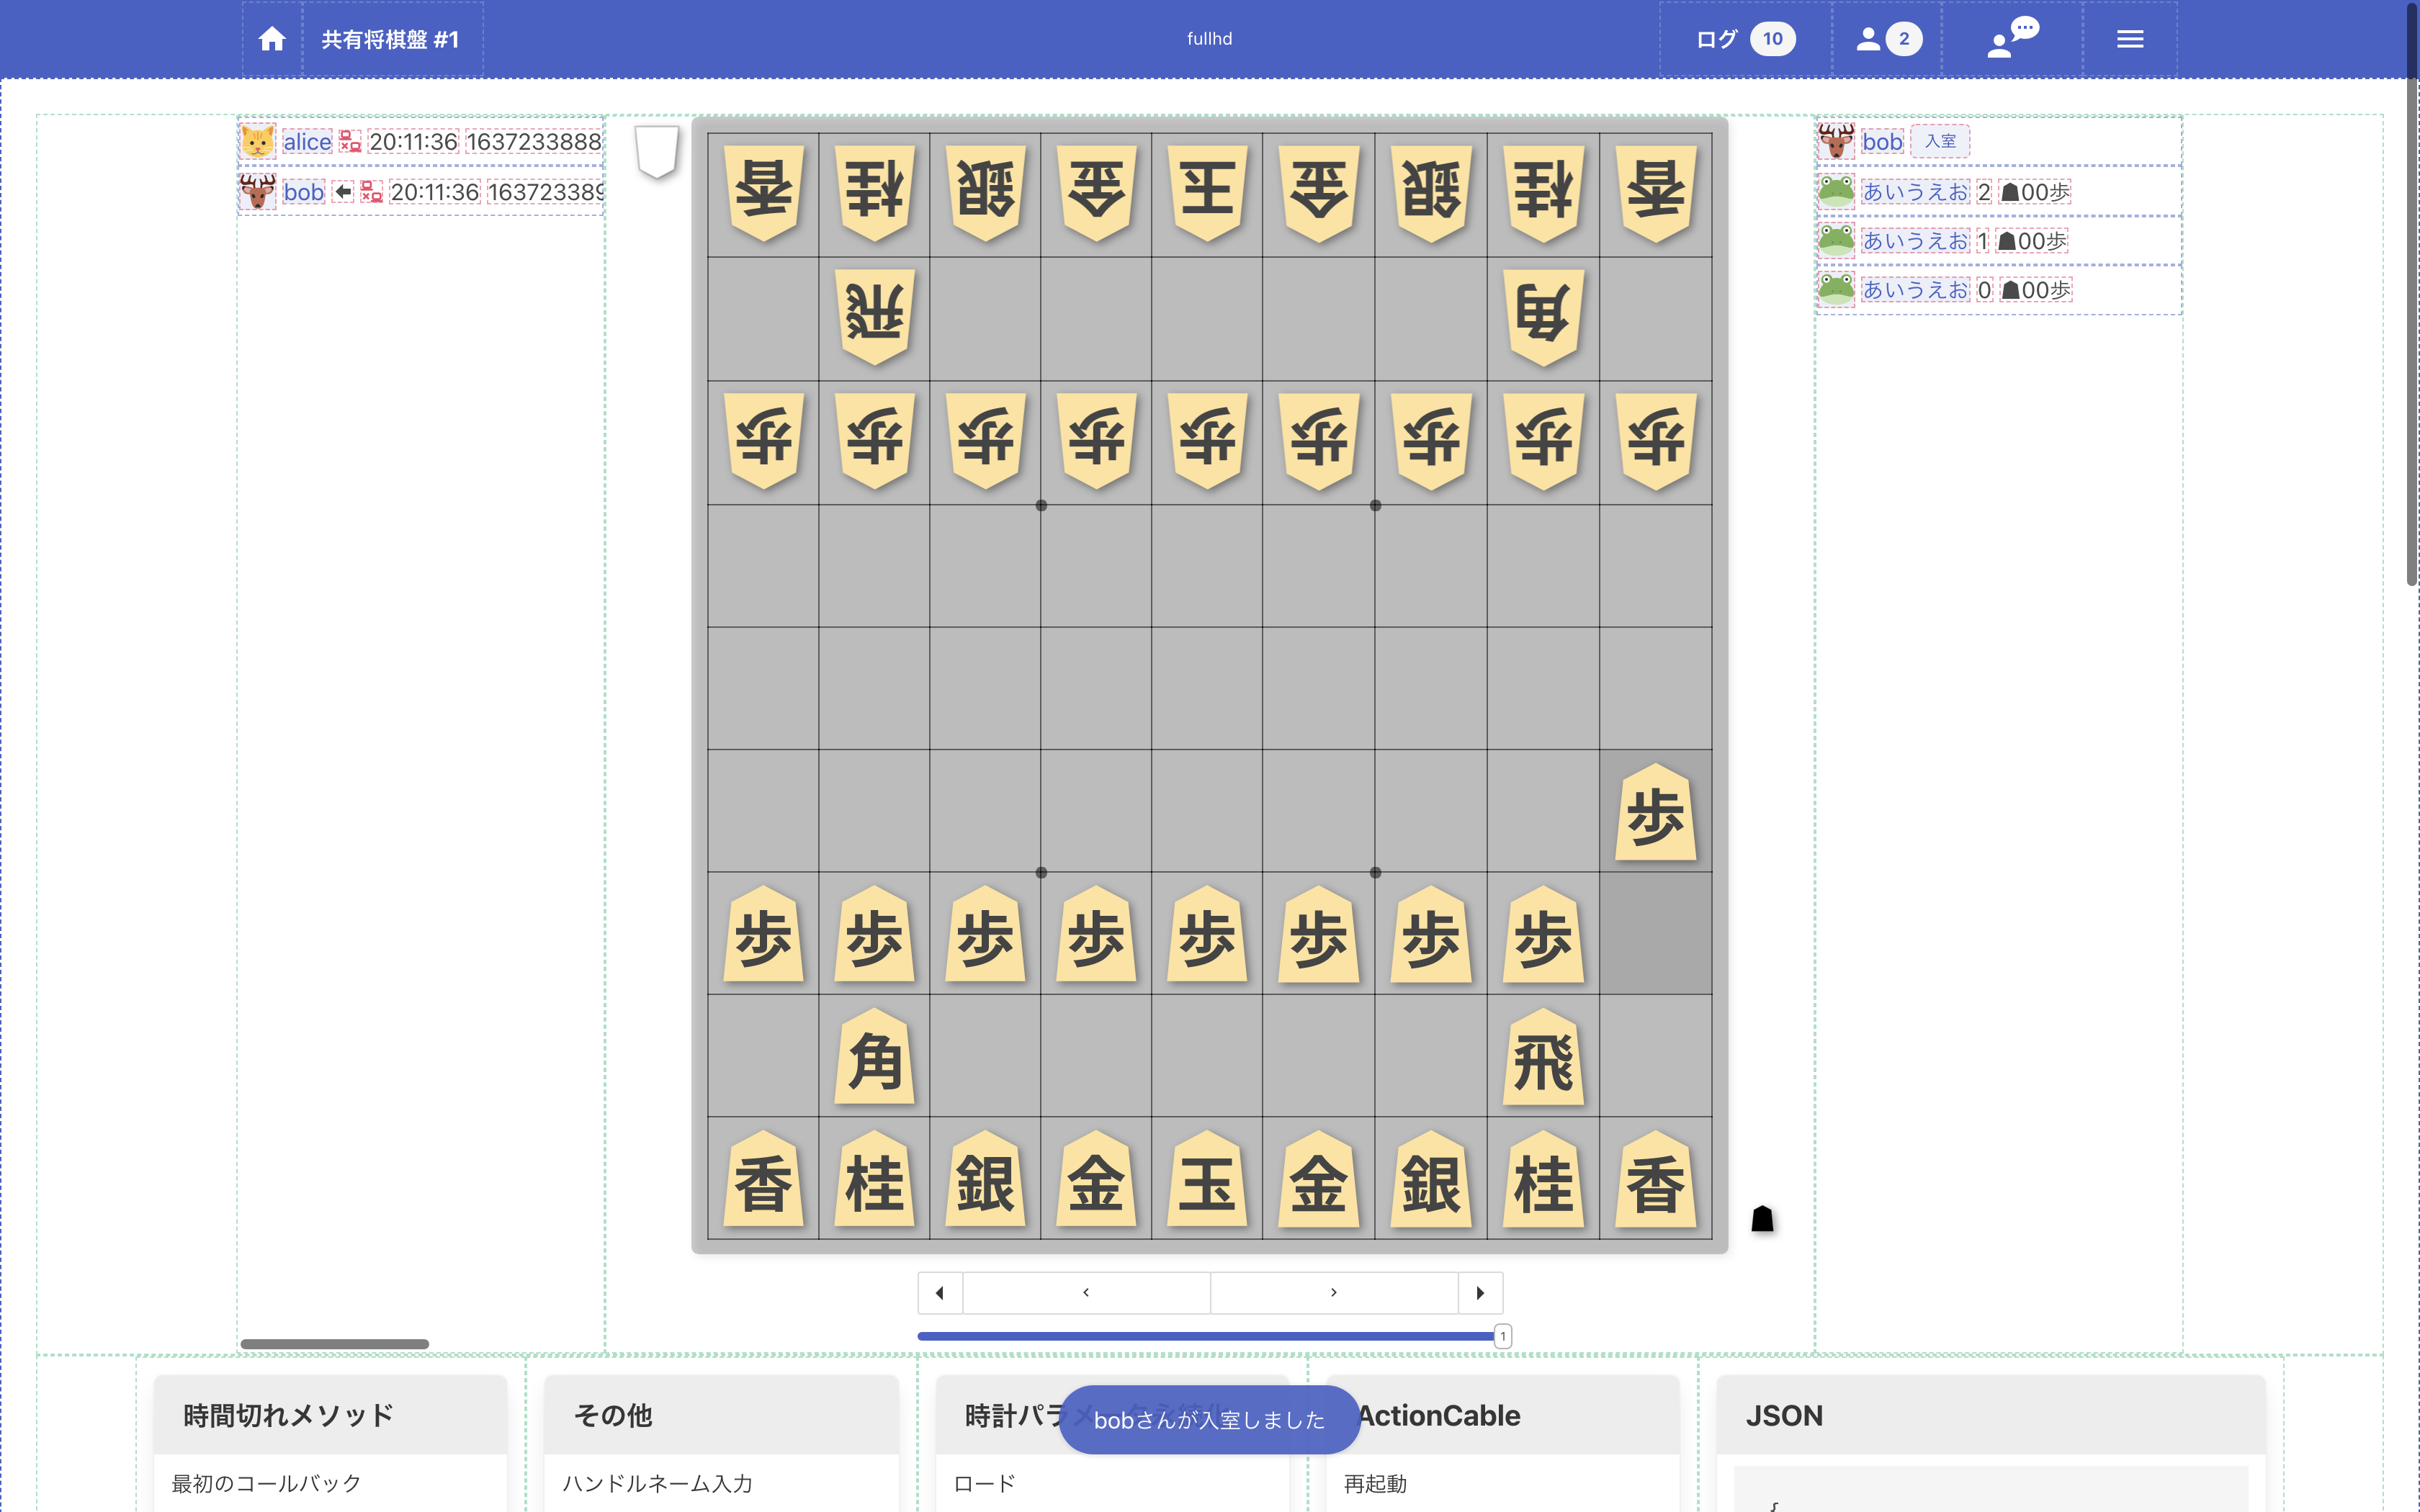 共有将棋盤 #1
fullhd
ログ 10
2
alice 20:11:36 1637233888
bob 20:11:36 163723389
香 桂 銀 金 玉 金 銀 桂 香
飛 角
歩 歩 歩 歩 歩 歩 歩 歩 歩
歩
歩 歩 歩 歩 歩 歩 歩 歩
角 飛
香 桂 銀 金 玉 金 銀 桂 香
1
bob 入室
あいうえお 2 ☗00歩
あいうえお 1 ☗00歩
あいうえお 0 ☗00歩
時間切れメソッド
最初のコールバック
その他
ハンドルネーム入力
時計パラメ
ロード
bobさんが入室しました
ActionCable
再起動
JSON
{